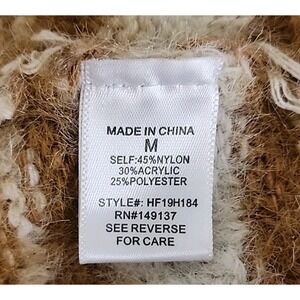 MADE IN CHINA
M
SELF:45%NYLON
30%ACRYLIC
25%POLYESTER
STYLE#: HF19H184
RN#149137
SEE REVERSE
FOR CARE